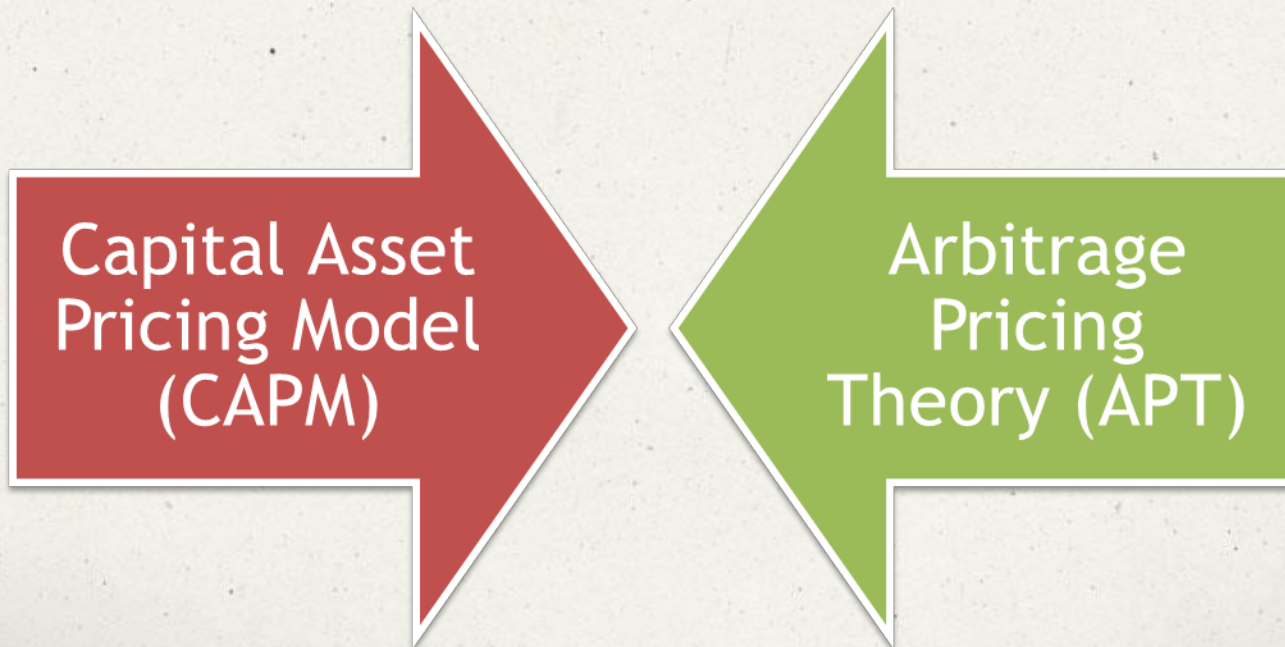 Capital Asset
Pricing Model
(CAPM)
Arbitrage
Pricing
Theory (APT)